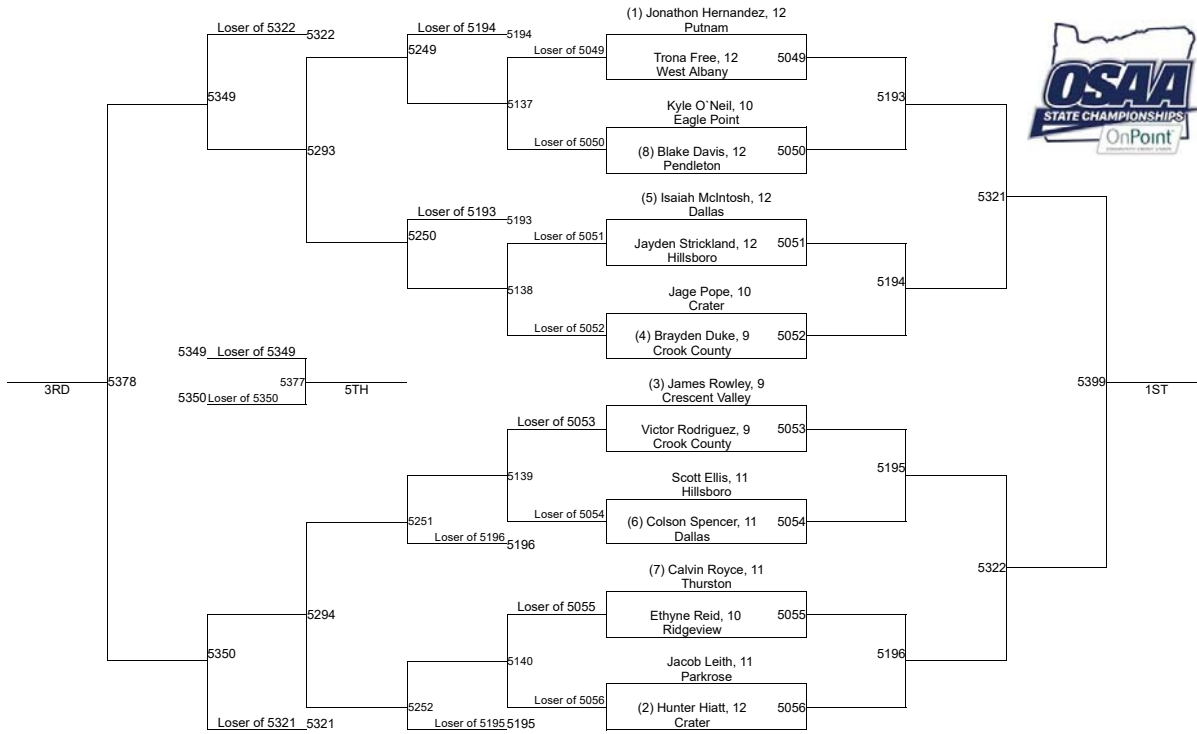 (1) Jonathon Hernandez, 12
Putnam
Loser of 5322 5322
Loser of 5194 5194
5249
Loser of 5049
Trona Free, 12 5049
West Albany
5349
5137
5193
Kyle O`Neil, 10
Eagle Point
5293
Loser of 5050
(8) Blake Davis, 12 5050
Pendleton
OSAA
STATE CHAMPIONSHIPS
OnPoint
(5) Isaiah McIntosh, 12
Dallas
5321
Loser of 5193 5193
5250
Loser of 5051
Jayden Strickland, 12 5051
Hillsboro
5138
5194
Jage Pope, 10
Crater
Loser of 5052
(4) Brayden Duke, 9 5052
Crook County
5349 Loser of 5349
3RD
5378
5377
5TH
5350 Loser of 5350
5399
1ST
(3) James Rowley, 9
Crescent Valley
Loser of 5053
Victor Rodriguez, 9 5053
Crook County
5139
5195
Scott Ellis, 11
Hillsboro
5251
Loser of 5054
(6) Colson Spencer, 11 5054
Dallas
Loser of 5196 5196
5322
(7) Calvin Royce, 11
Thurston
5294
Loser of 5055
Ethyne Reid, 10 5055
Ridgeview
5350
5140
5196
Jacob Leith, 11
Parkrose
5252
Loser of 5056
(2) Hunter Hiatt, 12 5056
Crater
Loser of 5321 5321
Loser of 5195 5195